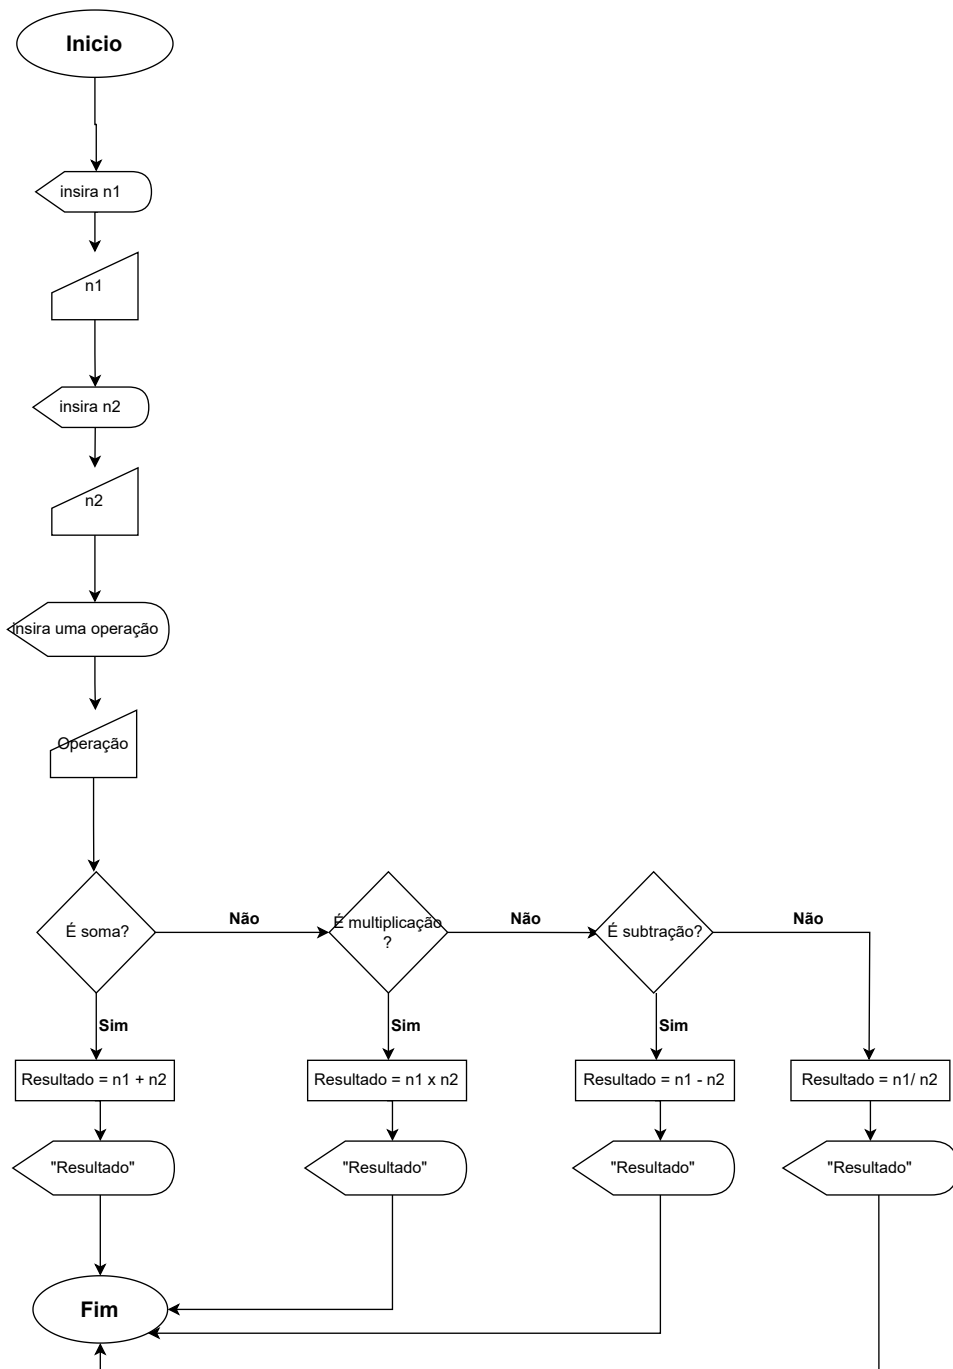 Inicio
insira n1
n1
insira n2
n2
insira uma operação
Operação
É soma?
Não
É multiplicação
?
Não
É subtração?
Não
Sim
Sim
Sim
Resultado = n1 + n2
Resultado = n1 x n2
Resultado = n1 - n2
Resultado = n1/ n2
"Resultado"
"Resultado"
"Resultado"
"Resultado"
Fim